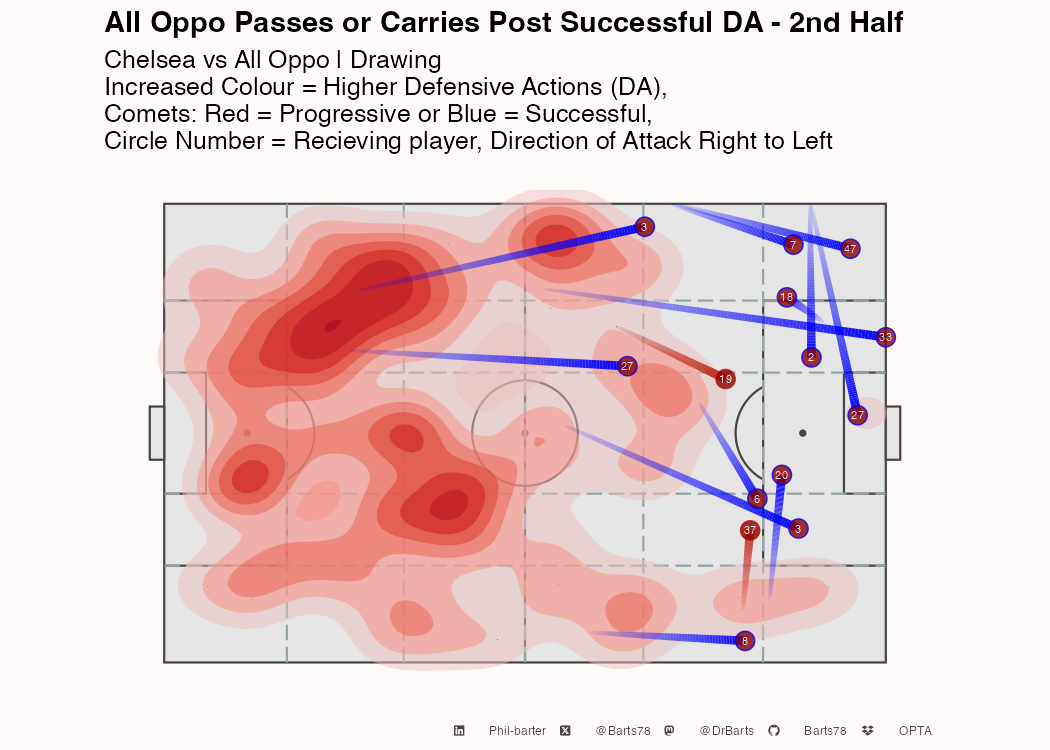 All Oppo Passes or Carries Post Successful DA - 2nd Half
Chelsea vs All Oppo | Drawing
Increased Colour = Higher Defensive Actions (DA),
Comets: Red = Progressive or Blue = Successful,
Circle Number = Recieving player, Direction of Attack Right to Left
3
7
47
18
33
2
27
19
27
20
6
3
37
8
Phil-barter @Barts78 @DrBarts Barts78 OPTA